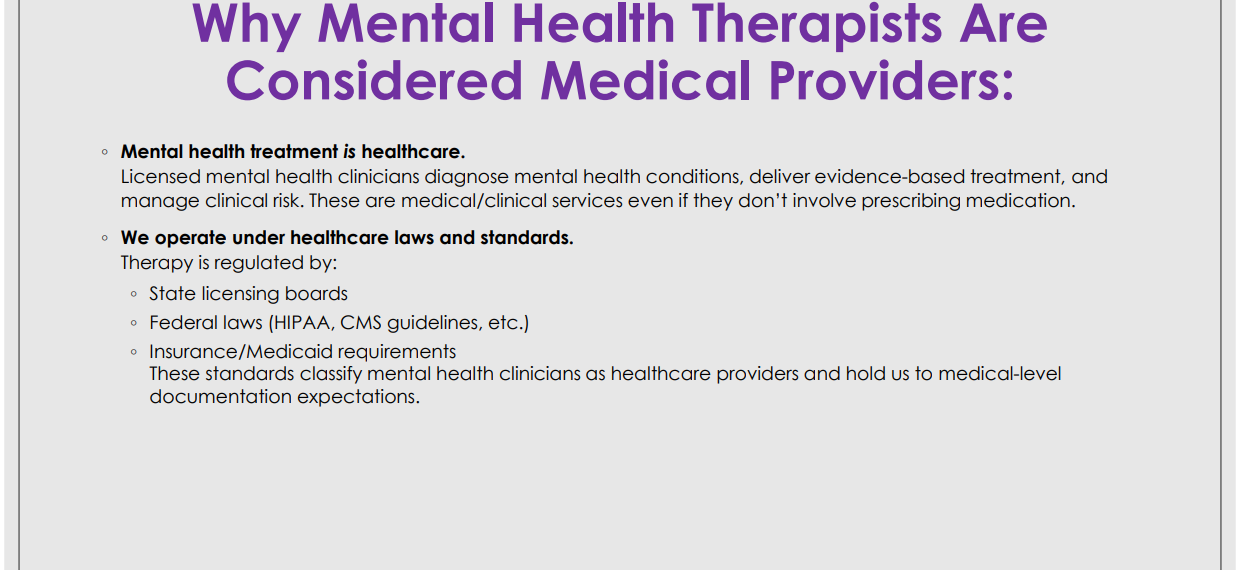 Why Mental Health Therapists Are
Considered Medical Providers:
◦ Mental health treatment is healthcare.
Licensed mental health clinicians diagnose mental health conditions, deliver evidence-based treatment, and
manage clinical risk. These are medical/clinical services even if they don’t involve prescribing medication.
◦ We operate under healthcare laws and standards.
Therapy is regulated by:
◦ State licensing boards
◦ Federal laws (HIPAA, CMS guidelines, etc.)
◦ Insurance/Medicaid requirements
These standards classify mental health clinicians as healthcare providers and hold us to medical-level
documentation expectations.